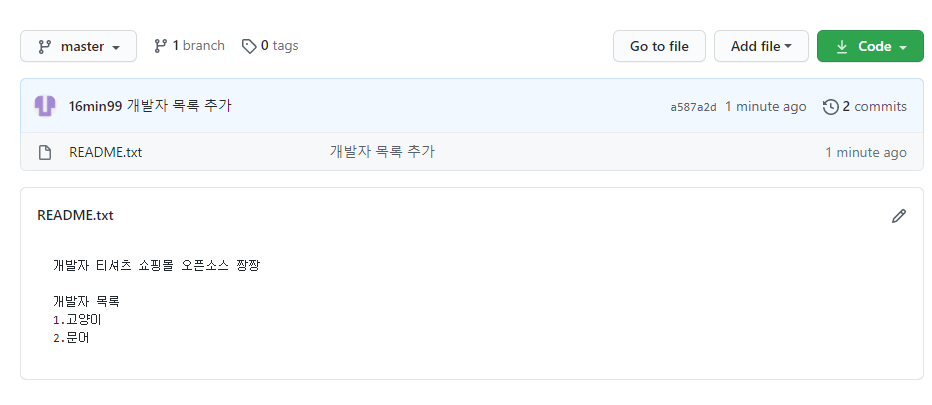 master 1 branch 0 tags Go to file Add file Code
16min99 개발자 목록 추가 a587a2d 1 minute ago 2 commits
README.txt 개발자 목록 추가 1 minute ago
README.txt
개발자 티셔츠 쇼핑몰 오픈소스 짱짱
개발자 목록
1.고양이
2.문어